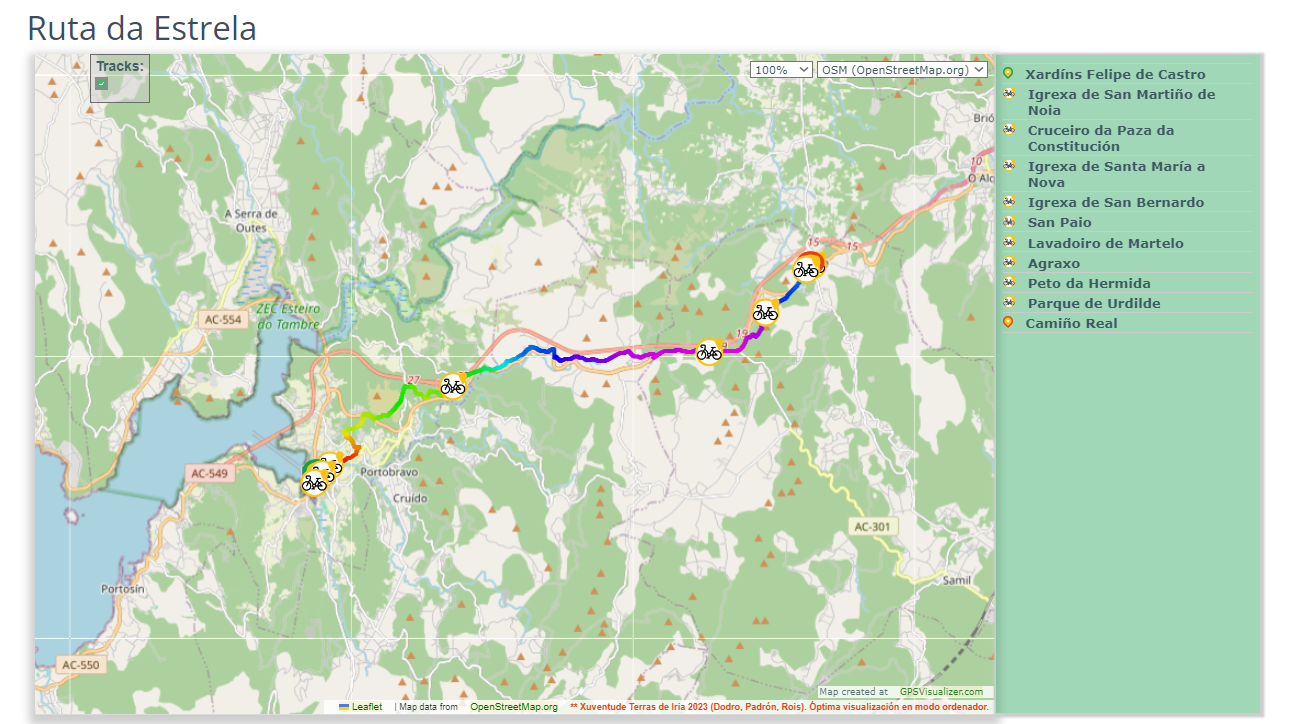 Ruta da Estrela
Tracks:
100%
OSM (OpenStreetMap.org)
Brió
10
O Alc
A Serra de
Outes
15
15
AC-554
ZEC Esteiro
do Tambre
19
27
AC-549
Portobravo
Cruido
AC-301
Samil
Portosin
AC-550
Map created at GPSVisualizer.com
Leaflet | Map data from OpenStreetMap.org ** Xuventude Terras de Iria 2023 (Dodro, Padrón, Rois). Óptima visualización en modo ordenador.
Xardíns Felipe de Castro
Igrexa de San Martiño de
Noia
Cruceiro da Paza da
Constitución
Igrexa de Santa María a
Nova
Igrexa de San Bernardo
San Paio
Lavadoiro de Martelo
Agraxo
Peto da Hermida
Parque de Urdilde
Camiño Real